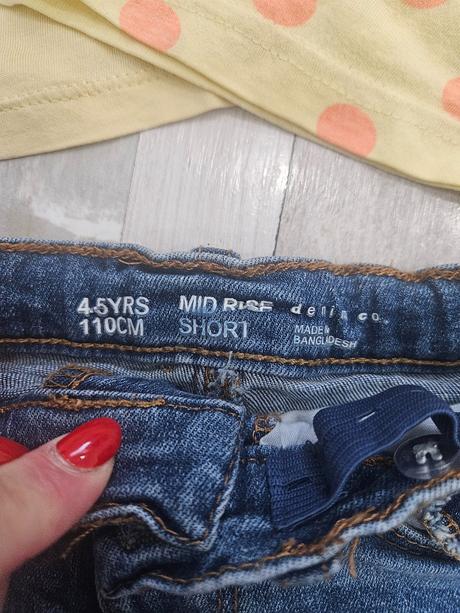 4-5YRS MID RISE denim co.
110CM SHORT MADE IN
BANGLADESH